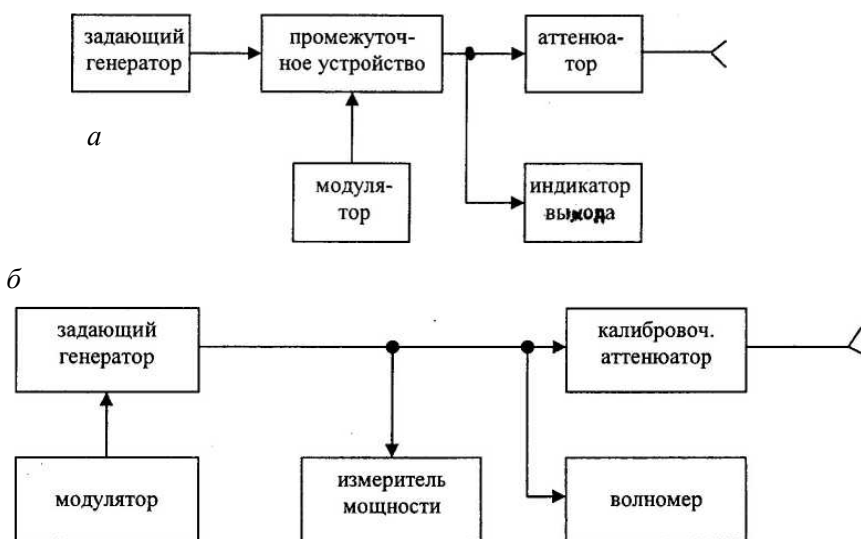 задающий
генератор
промежуточ-
ное устройство
аттенюа-
тор
а
модуля-
тор
индикатор
выхода
б
задающий
генератор
калибровоч.
аттенюатор
модулятор
измеритель
мощности
волномер